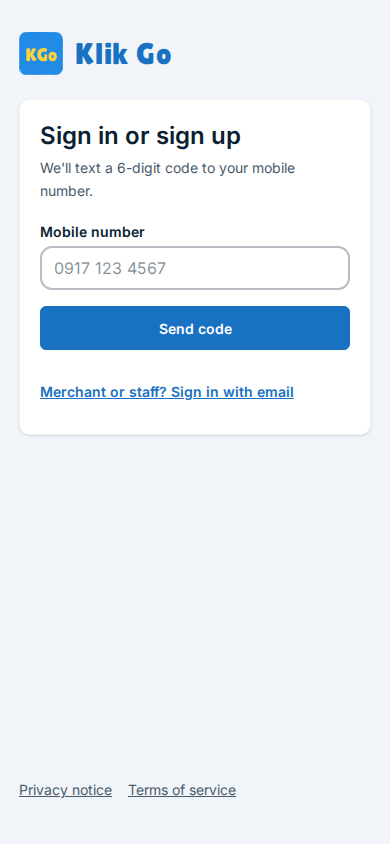 KGo Klik Go
Sign in or sign up
We'll text a 6-digit code to your mobile
number.
Mobile number
0917 123 4567
Send code
Merchant or staff? Sign in with email
Privacy notice Terms of service